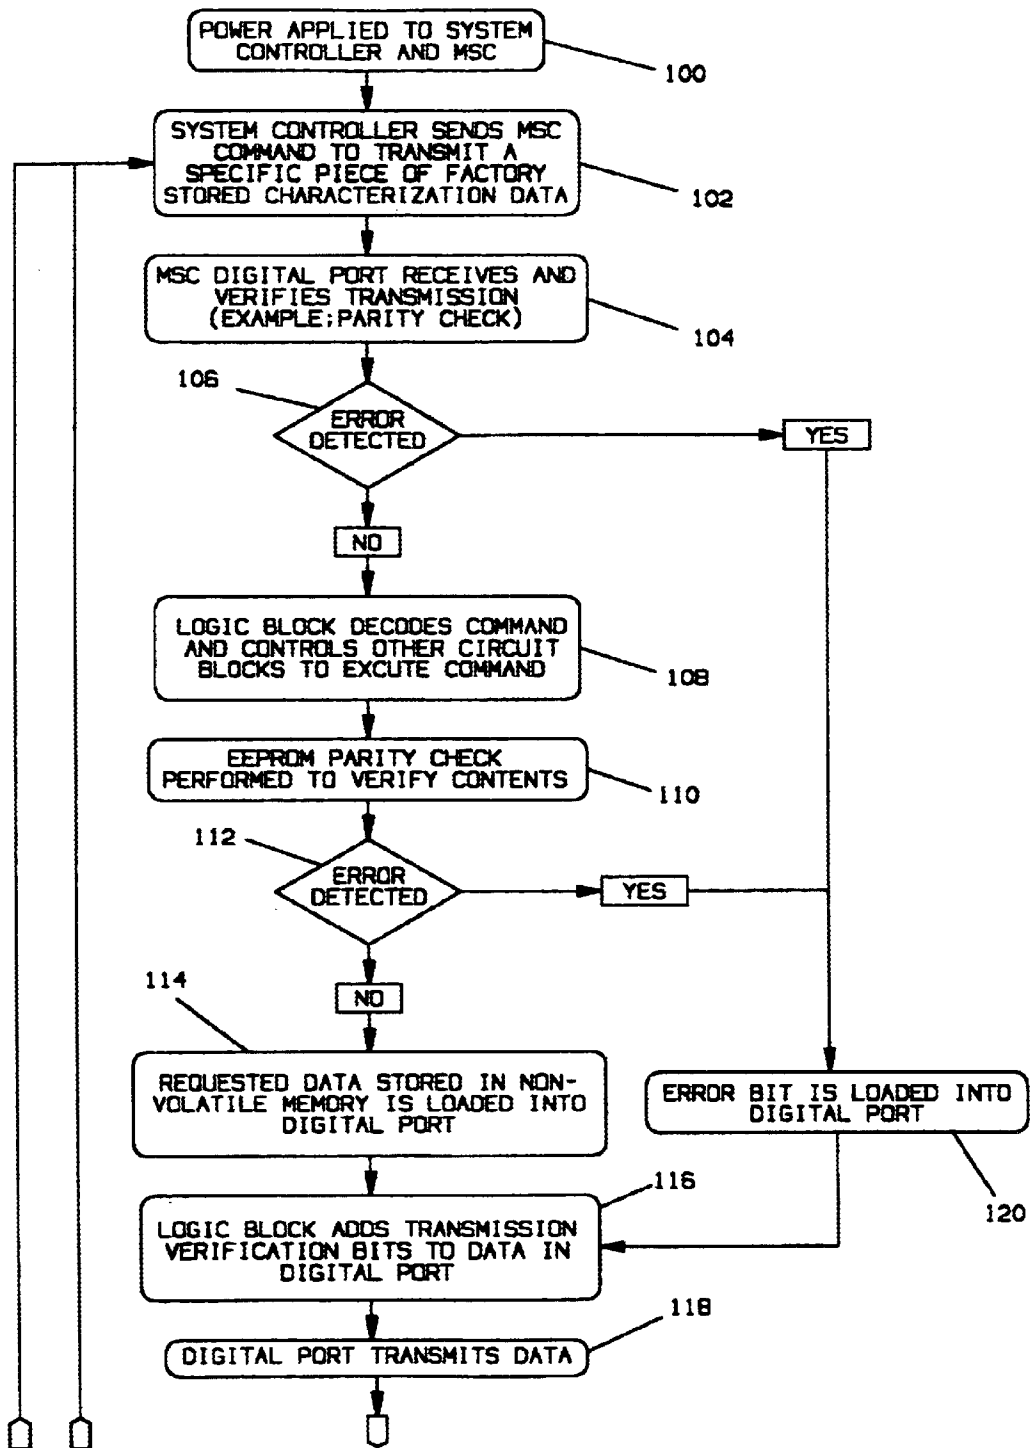 POWER APPLIED TO SYSTEM
CONTROLLER AND MSC
100
SYSTEM CONTROLLER SENDS MSC
COMMAND TO TRANSMIT A
SPECIFIC PIECE OF FACTORY
STORED CHARACTERIZATION DATA
102
MSC DIGITAL PORT RECEIVES AND
VERIFIES TRANSMISSION
(EXAMPLE;PARITY CHECK)
104
106
ERROR
DETECTED
YES
NO
LOGIC BLOCK DECODES COMMAND
AND CONTROLS OTHER CIRCUIT
BLOCKS TO EXCUTE COMMAND
108
EEPROM PARITY CHECK
PERFORMED TO VERIFY CONTENTS
110
112
ERROR
DETECTED
YES
NO
114
REQUESTED DATA STORED IN NON-
VOLATILE MEMORY IS LOADED INTO
DIGITAL PORT
ERROR BIT IS LOADED INTO
DIGITAL PORT
120
116
LOGIC BLOCK ADDS TRANSMISSION
VERIFICATION BITS TO DATA IN
DIGITAL PORT
118
DIGITAL PORT TRANSMITS DATA